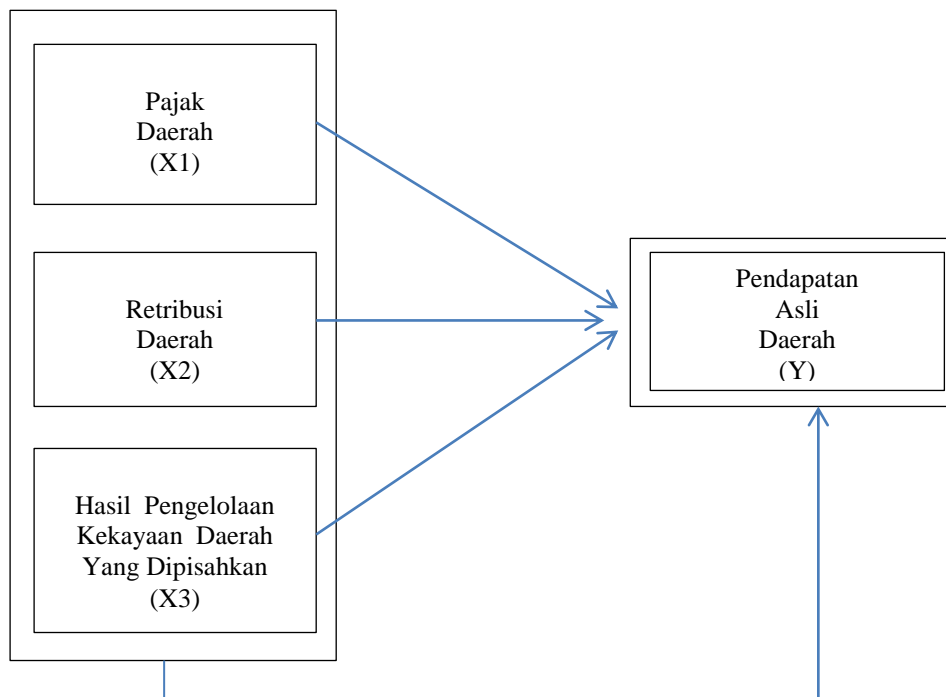 Pajak
Daerah
(X1)
Retribusi
Daerah
(X2)
Hasil Pengelolaan
Kekayaan Daerah
Yang Dipisahkan
(X3)
Pendapatan
Asli
Daerah
(Y)